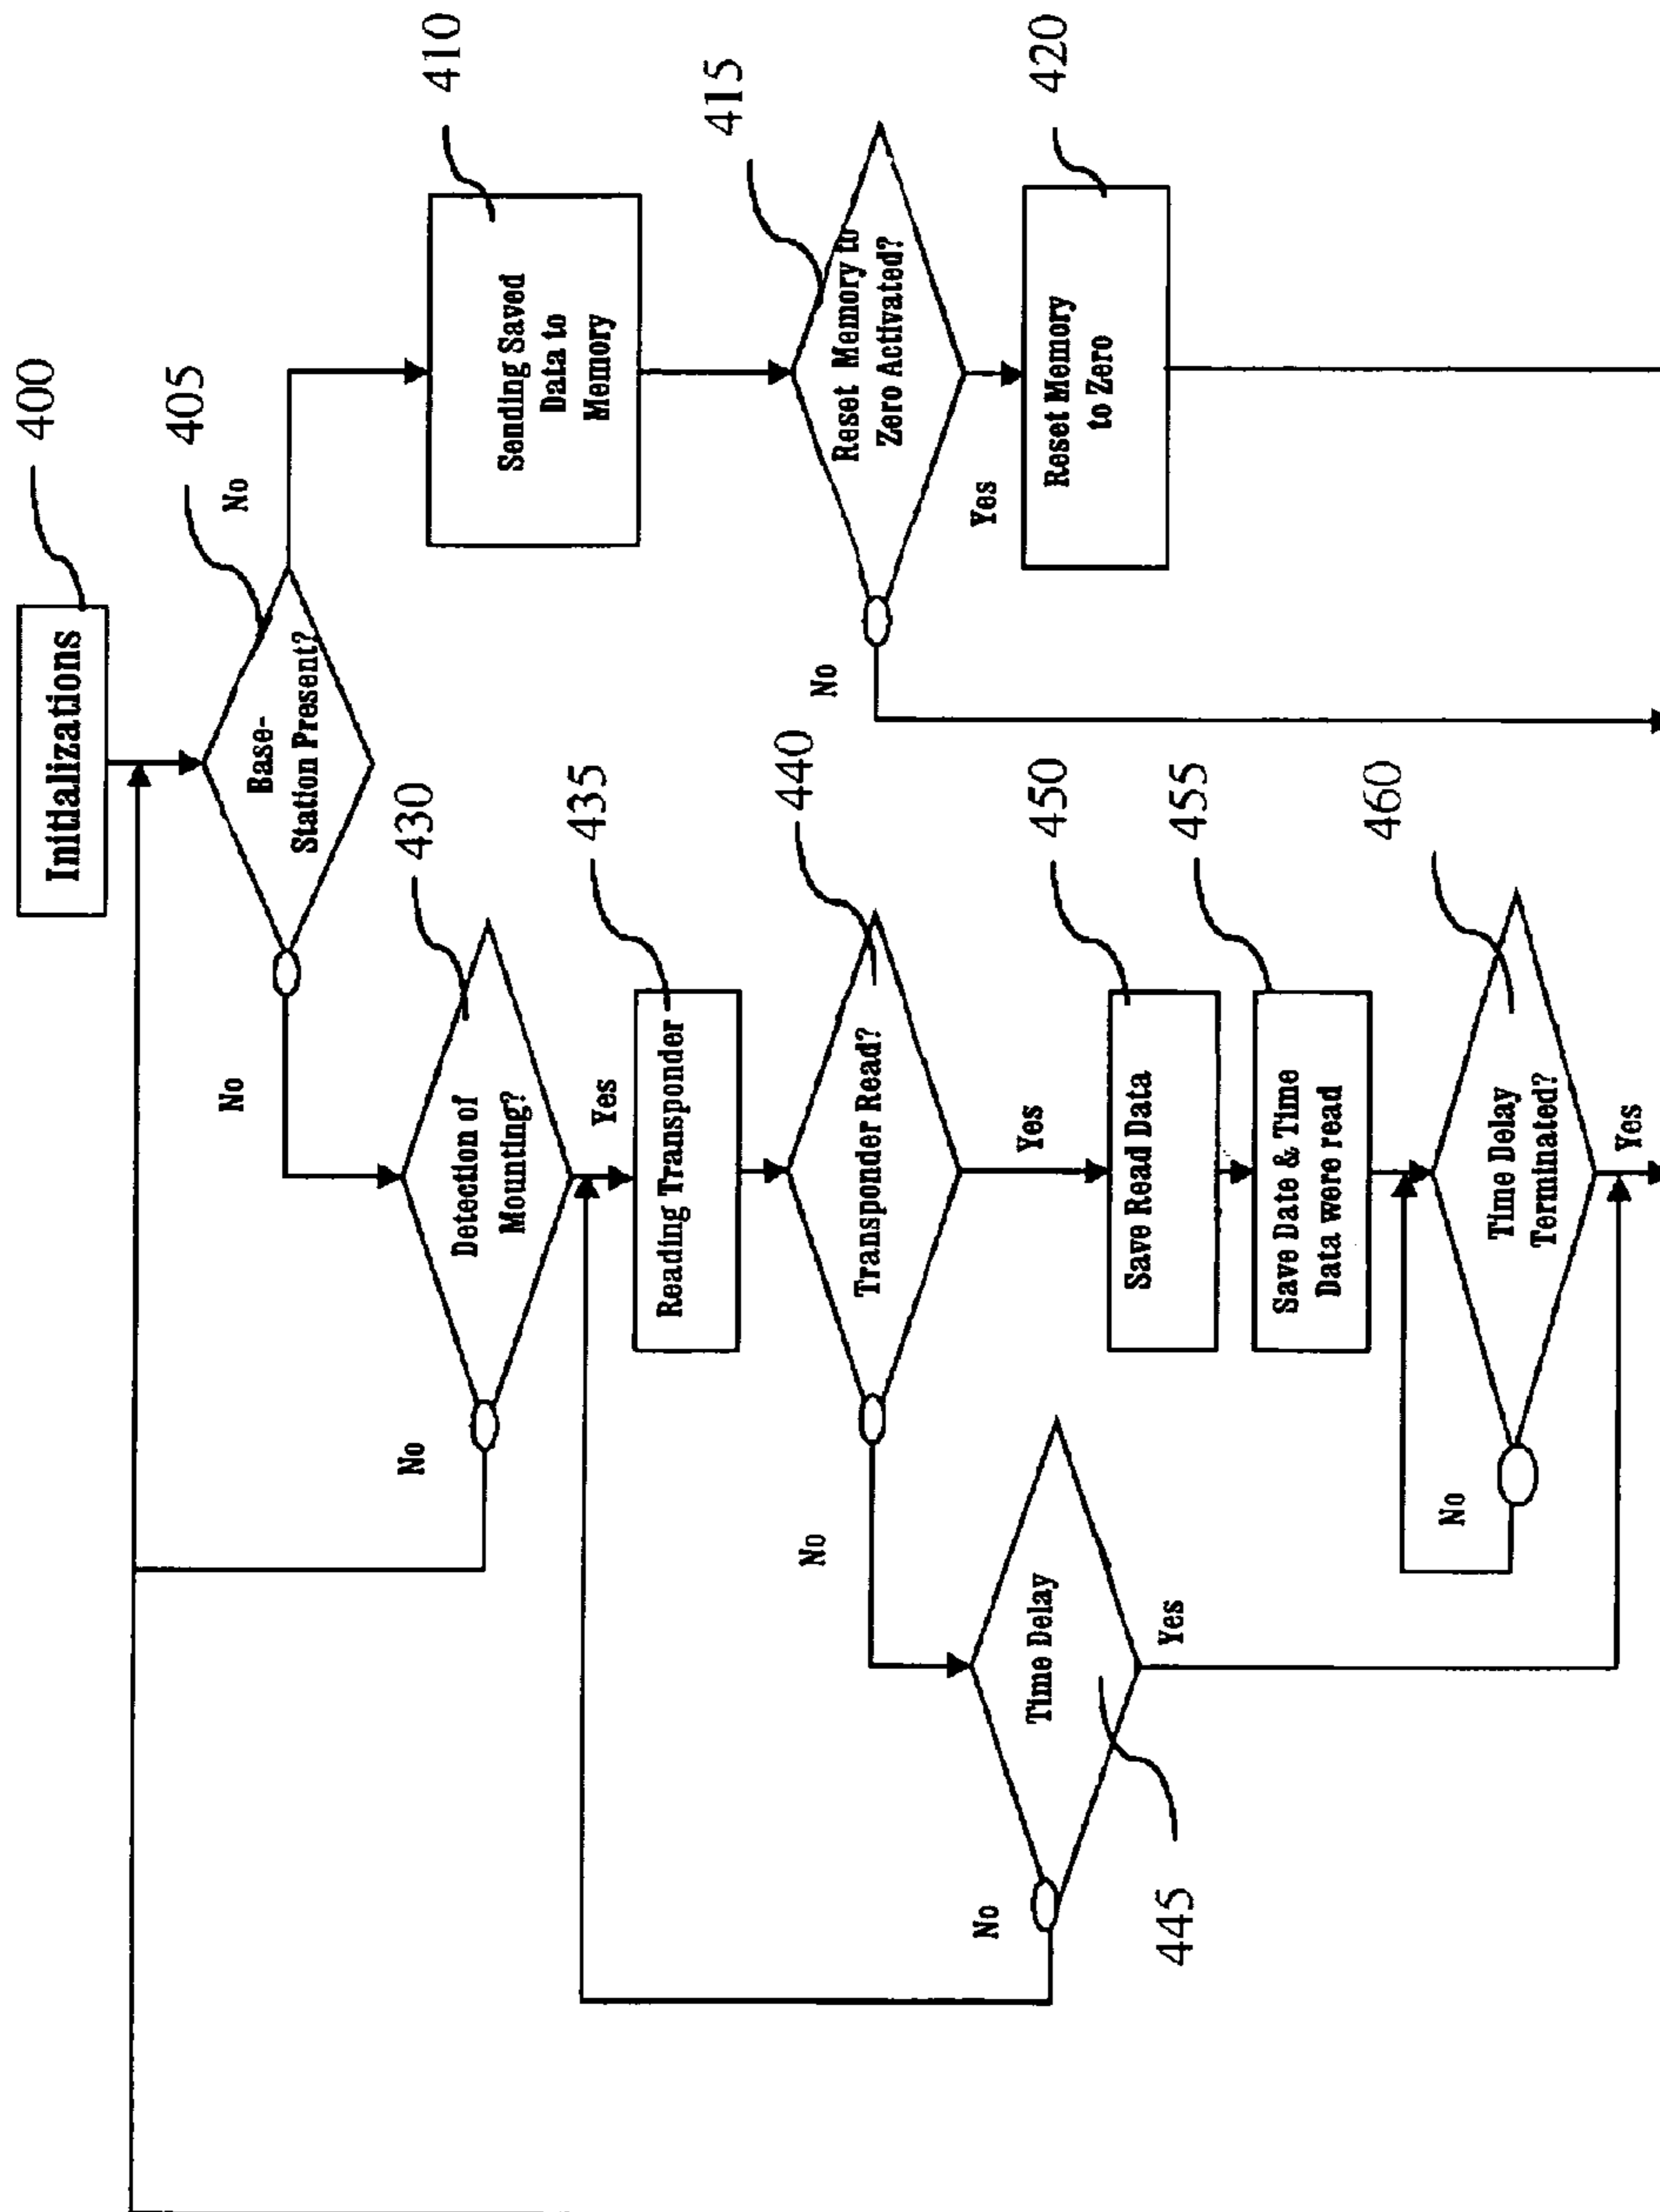 Initializations
400
Base-
Station Present?
405
No
No
Sending Saved
Data to
Memory
410
Reset Memory to
Zero Activated?
415
No
Yes
Reset Memory
to Zero
420
Detection of
Mounting?
430
No
Yes
Reading Transponder
435
Transponder Read?
440
No
Yes
Time Delay
445
No
Yes
Save Read Data
450
Save Date & Time
Data were read
455
Time Delay
Terminated?
460
No
Yes